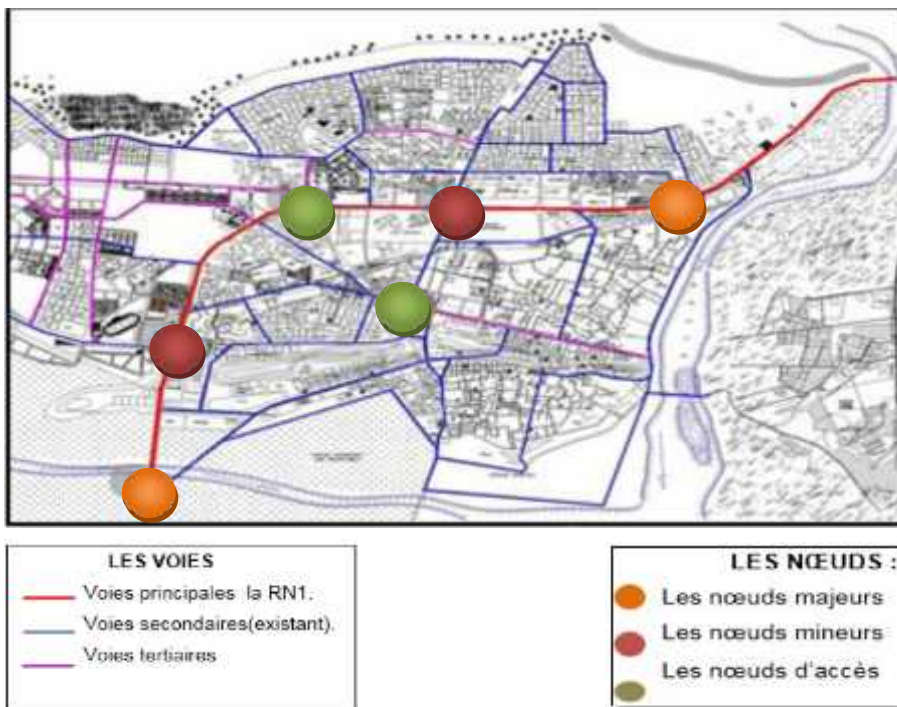 LES VOIES
Voies principales la RN1.
Voies secondaires(existant).
Voies tertiaires
LES NŒUDS :
Les nœuds majeurs
Les nœuds mineurs
Les nœuds d'accès